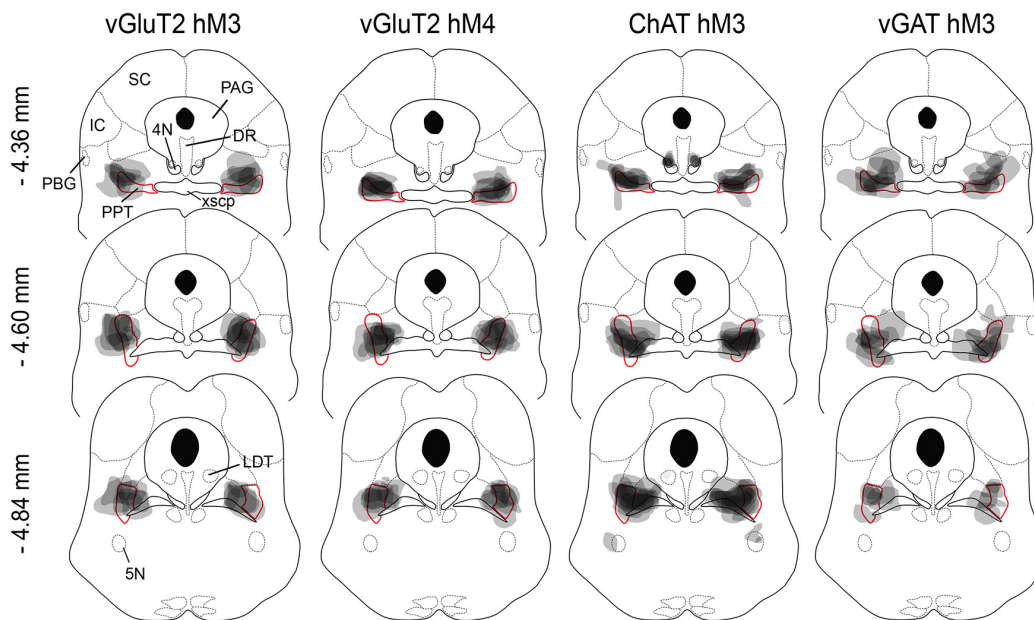 vGluT2 hM3 vGluT2 hM4 ChAT hM3 vGAT hM3
- 4.36 mm
SC
PAG
IC
4N
DR
PBG
PPT
xscp
- 4.60 mm
- 4.84 mm
LDT
5N